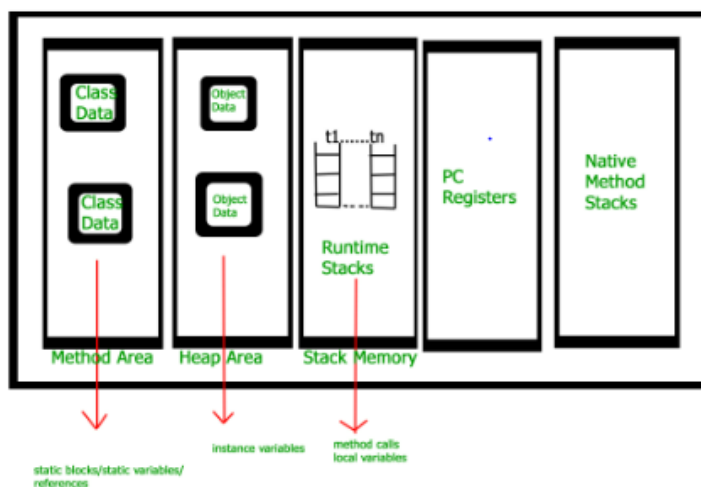 Class
Data
Class
Data
Method Area
static blocks/static variables/
references
Object
Data
Object
Data
Heap Area
instance variables
t1......tn
Runtime
Stacks
Stack Memory
method calls
local variables
PC
Registers
Native
Method
Stacks